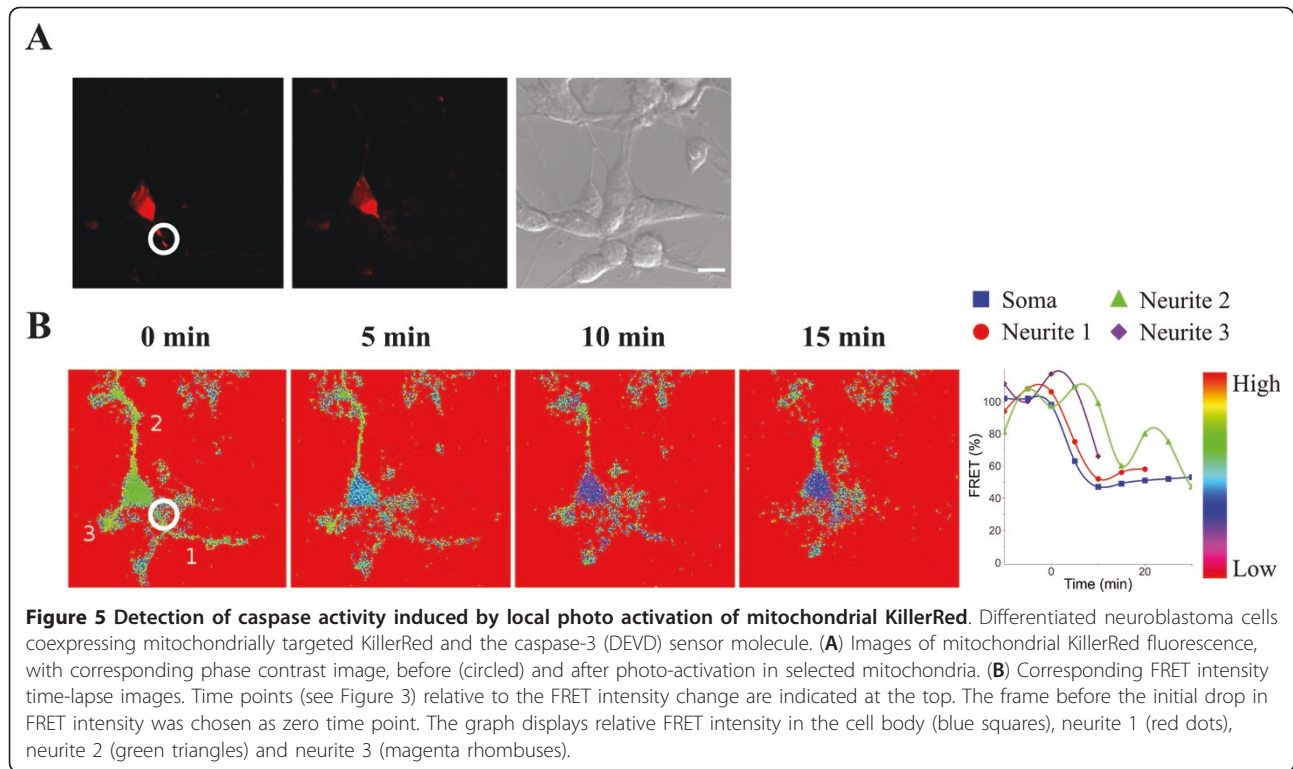 A
B
0 min
5 min
10 min
15 min
Soma
Neurite 1
Neurite 2
Neurite 3
2
3
1
FRET (%)
100
80
60
40
20
0
0
20
Time (min)
High
Low
Figure 5 Detection of caspase activity induced by local photo activation of mitochondrial KillerRed. Differentiated neuroblastoma cells
coexpressing mitochondrially targeted KillerRed and the caspase-3 (DEVD) sensor molecule. (A) Images of mitochondrial KillerRed fluorescence,
with corresponding phase contrast image, before (circled) and after photo-activation in selected mitochondria. (B) Corresponding FRET intensity
time-lapse images. Time points (see Figure 3) relative to the FRET intensity change are indicated at the top. The frame before the initial drop in
FRET intensity was chosen as zero time point. The graph displays relative FRET intensity in the cell body (blue squares), neurite 1 (red dots),
neurite 2 (green triangles) and neurite 3 (magenta rhombuses).